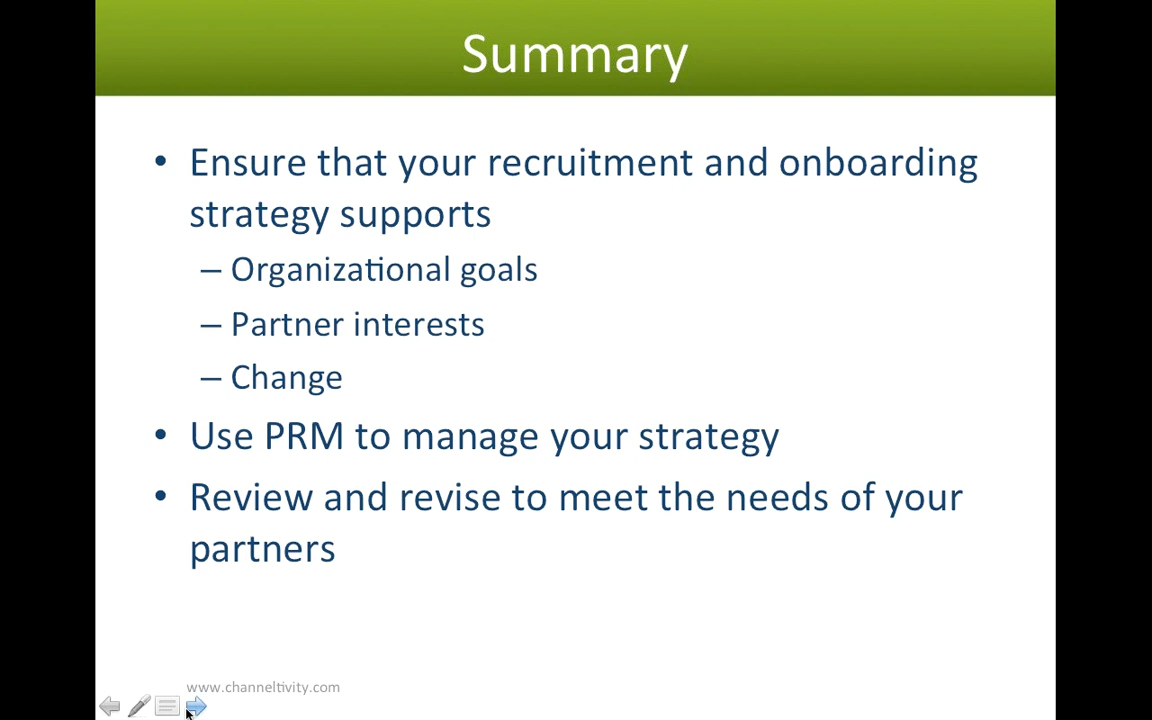 Summary
• Ensure that your recruitment and onboarding
strategy supports
– Organizational goals
– Partner interests
– Change
• Use PRM to manage your strategy
• Review and revise to meet the needs of your
partners
www.channeltivity.com